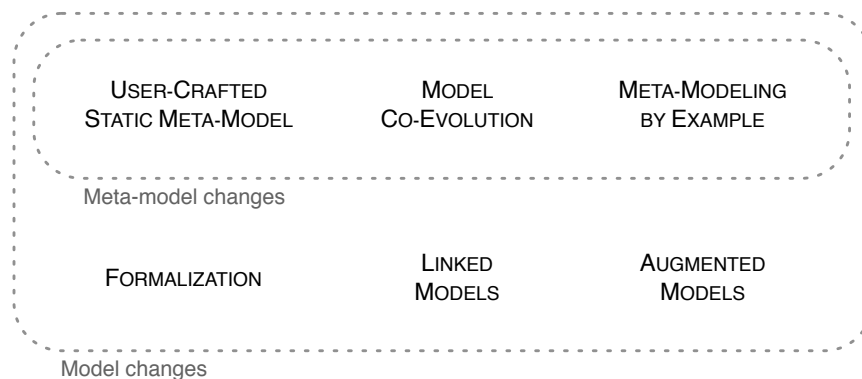 USER-CRAFTED
STATIC META-MODEL
MODEL
CO-EVOLUTION
META-MODELING
BY EXAMPLE
Meta-model changes
FORMALIZATION
LINKED
MODELS
AUGMENTED
MODELS
Model changes